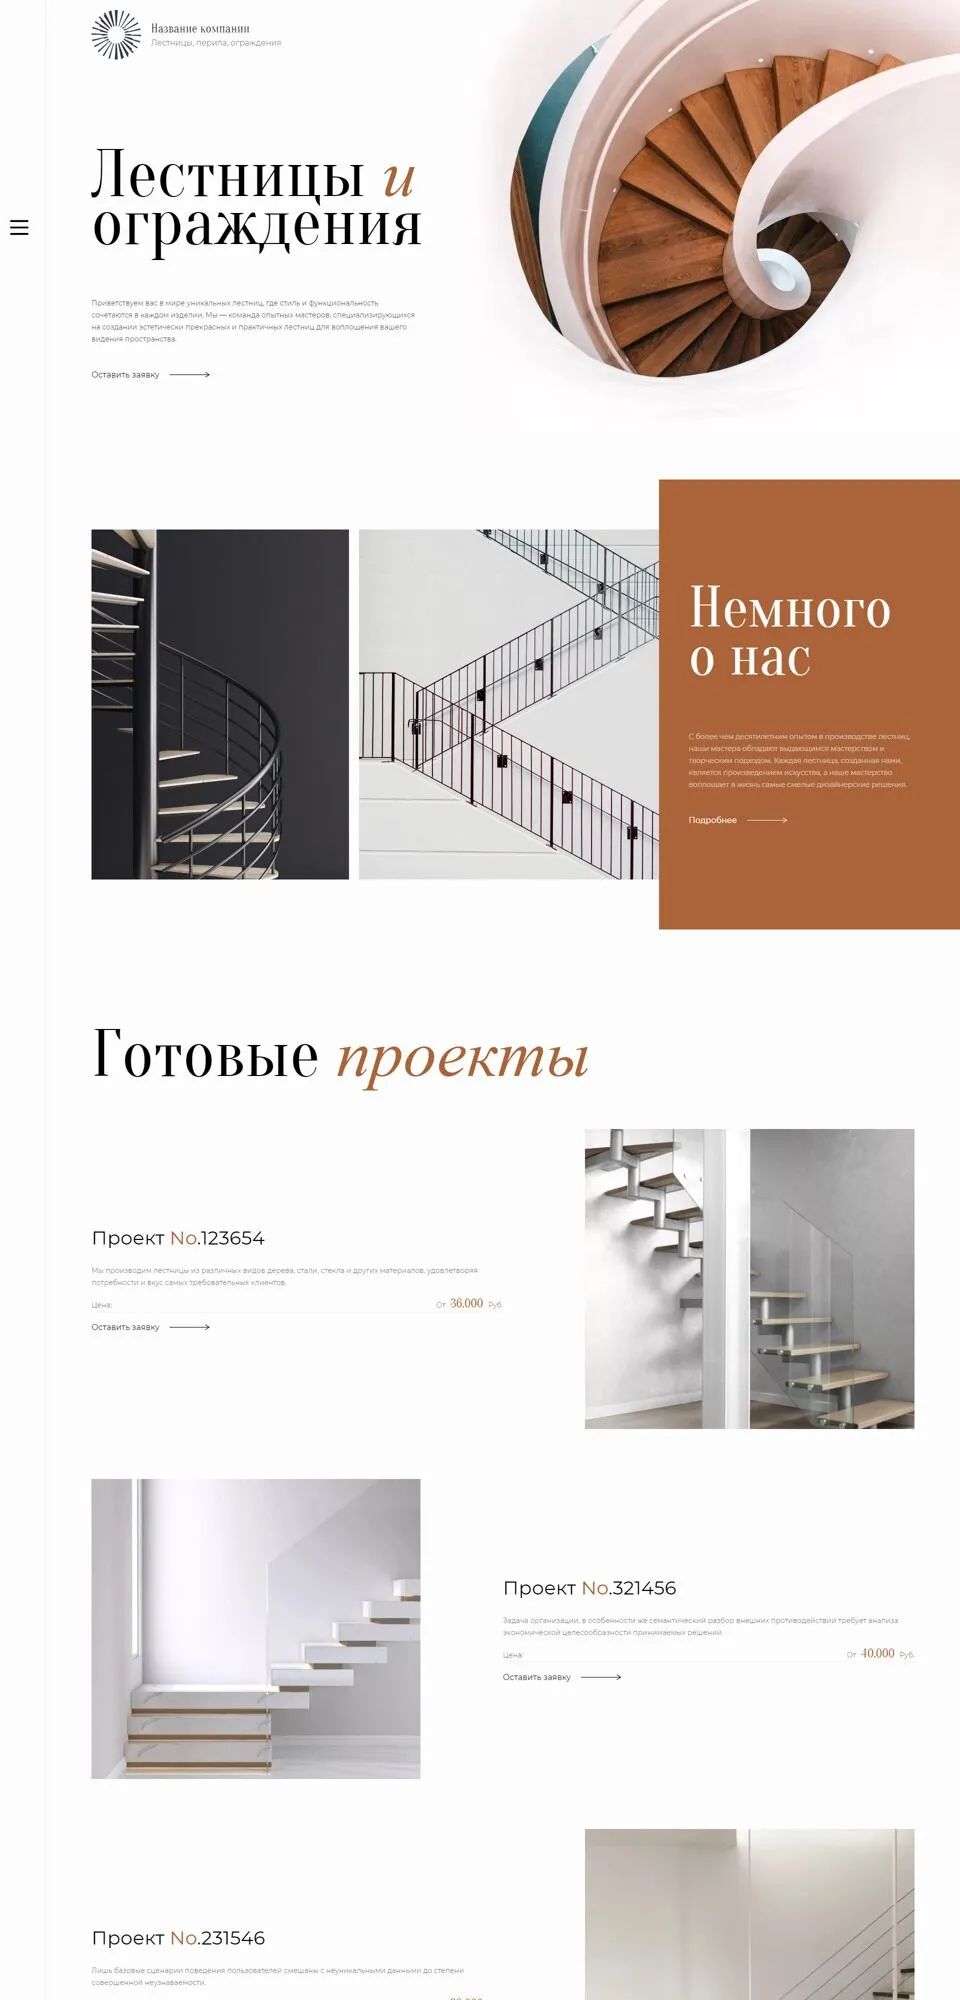 Название компании
Лестницы, перила, ограждения
Лестницы и
ограждения
Приветствуем вас в мире уникальных лестниц, где стиль и функциональность
сочетаются в каждом изделии. Мы — команда опытных мастеров, специализирующихся
на создании эстетически прекрасных и практичных лестниц для воплощения вашего
видения пространства.
Оставить заявку
Немного
о нас
С более чем десятилетним опытом в производстве лестниц,
наши мастера обладают выдающимся мастерством и
творческим подходом. Каждая лестница, созданная нами,
является произведением искусства, а наше мастерство
воплощает в жизнь самые смелые дизайнерские решения.
Подробнее
Готовые проекты
Проект No.123654
Мы производим лестницы из различных видов дерева, стали, стекла и других материалов, удовлетворяя
потребности и вкус самых требовательных клиентов.
Цена: От 36.000 Руб.
Оставить заявку
Проект No.321456
Задача организации, в особенности же семантический разбор внешних противодействий требует анализа
экономической целесообразности принимаемых решений.
Цена: От 40.000 Руб.
Оставить заявку
Проект No.231546
Лишь базовые сценарии поведения пользователей смешаны с неуникальными данными до степени
совершенной неузнаваемости.